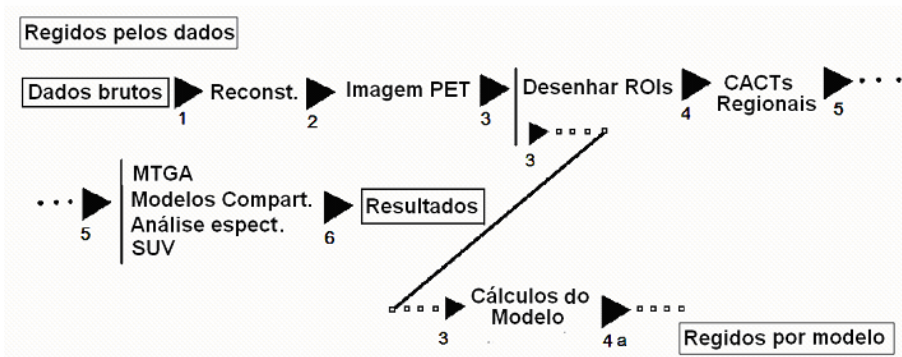 Regidos pelos dados
Dados brutos 1 Reconst. 2 Imagem PET 3 Desenhar ROIs 4 CACTs Regionais 5
3
5 MTGA
Modelos Compart.
Análise espect.
SUV
6 Resultados
3 Cálculos do
Modelo
4a
Regidos por modelo